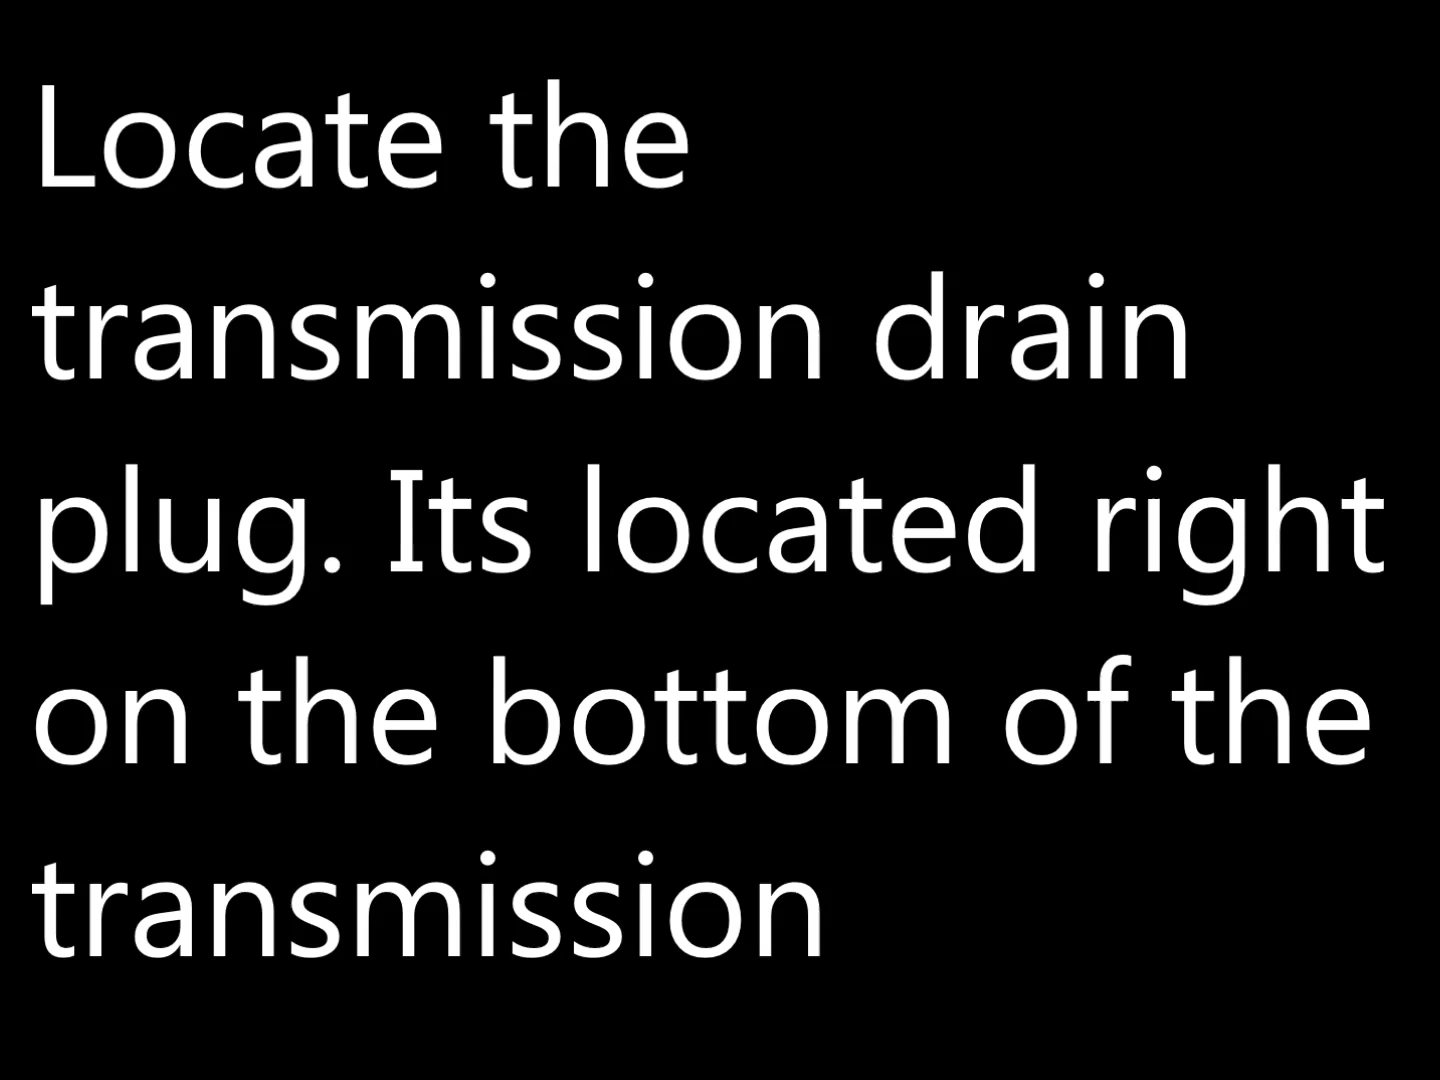 Locate the
transmission drain
plug. Its located right
on the bottom of the
transmission